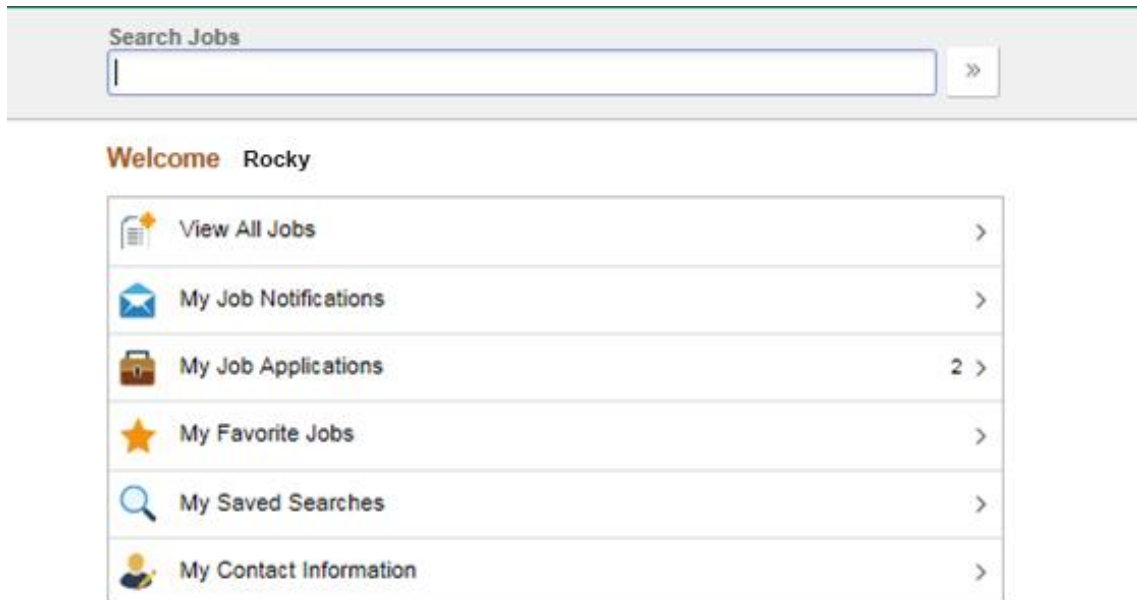 Search Jobs
»
Welcome Rocky
View All Jobs
My Job Notifications
My Job Applications 2
My Favorite Jobs
My Saved Searches
My Contact Information